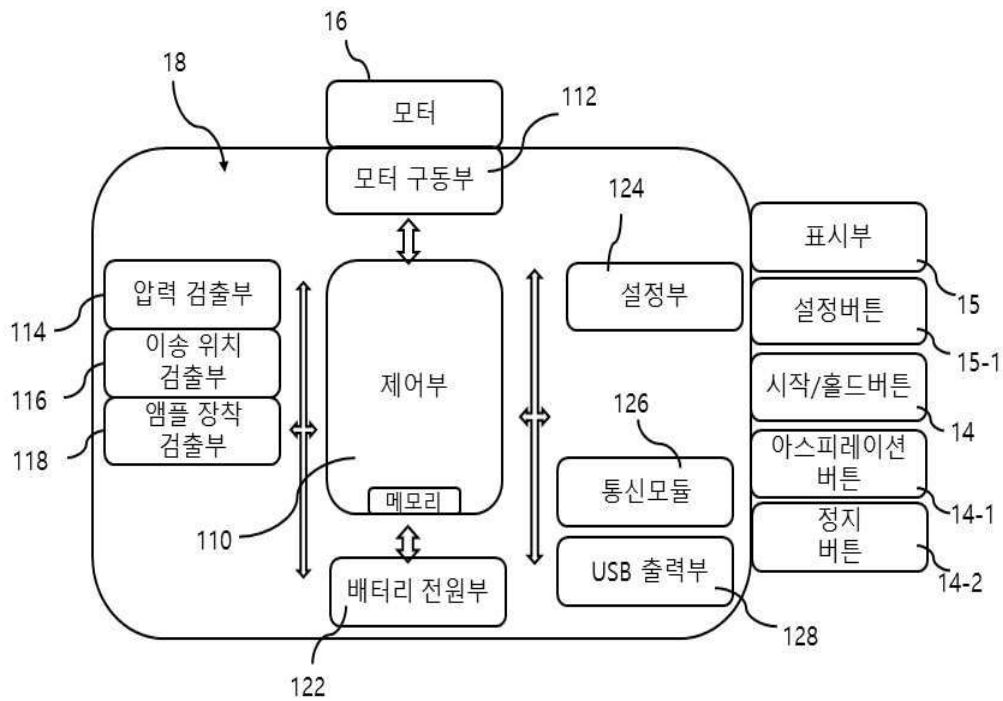 16
18
모터
112
모터 구동부
124
표시부
압력 검출부
설정부
15
114
이송 위치
검출부
설정버튼
15-1
116
제어부
시작/홀드버튼
앰플 장착
검출부
126
14
118
아스피레이션
버튼
통신모듈
메모리
110
14-1
정지
버튼
USB 출력부
배터리 전원부
14-2
128
122